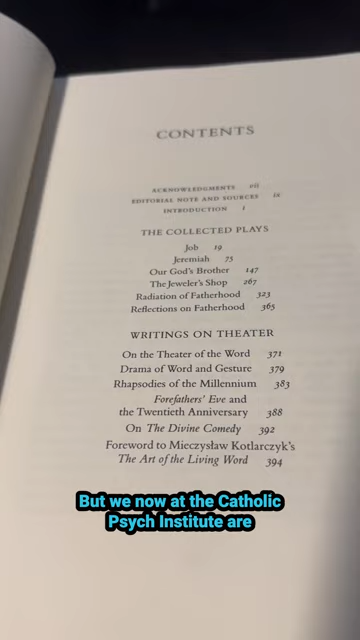 CONTENTS
ACKNOWLEDGMENTS vii
EDITORIAL NOTE AND SOURCES ix
INTRODUCTION 1
THE COLLECTED PLAYS
Job 19
Jeremiah 75
Our God's Brother 147
The Jeweler's Shop 267
Radiation of Fatherhood 323
Reflections on Fatherhood 365
WRITINGS ON THEATER
On the Theater of the Word 371
Drama of Word and Gesture 379
Rhapsodies of the Millennium 383
Forefathers' Eve and
the Twentieth Anniversary 388
On The Divine Comedy 392
Foreword to Mieczysław Kotlarczyk's
The Art of the Living Word 394
But we now at the Catholic
Psych Institute are